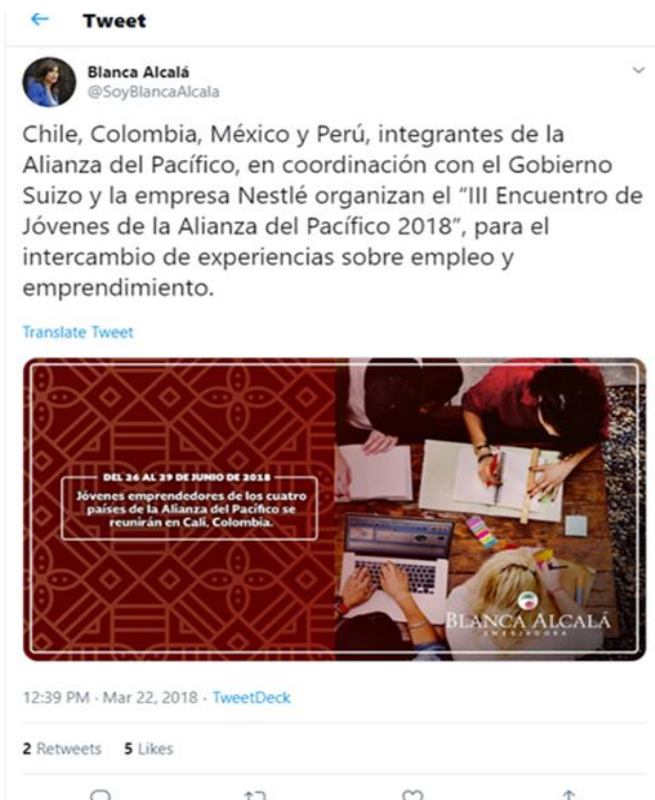 Tweet
Blanca Alcalá
@SoyBlancaAlcala
Chile, Colombia, México y Perú, integrantes de la
Alianza del Pacífico, en coordinación con el Gobierno
Suizo y la empresa Nestlé organizan el “III Encuentro de
Jóvenes de la Alianza del Pacífico 2018”, para el
intercambio de experiencias sobre empleo y
emprendimiento.
Translate Tweet
DEL 26 AL 29 DE JUNIO DE 2018
Jóvenes emprendedores de los cuatro
países de la Alianza del Pacífico se
reunirán en Cali, Colombia.
BLANCA ALCALÁ
EMBAJADORA
12:39 PM · Mar 22, 2018 · TweetDeck
2 Retweets 5 Likes